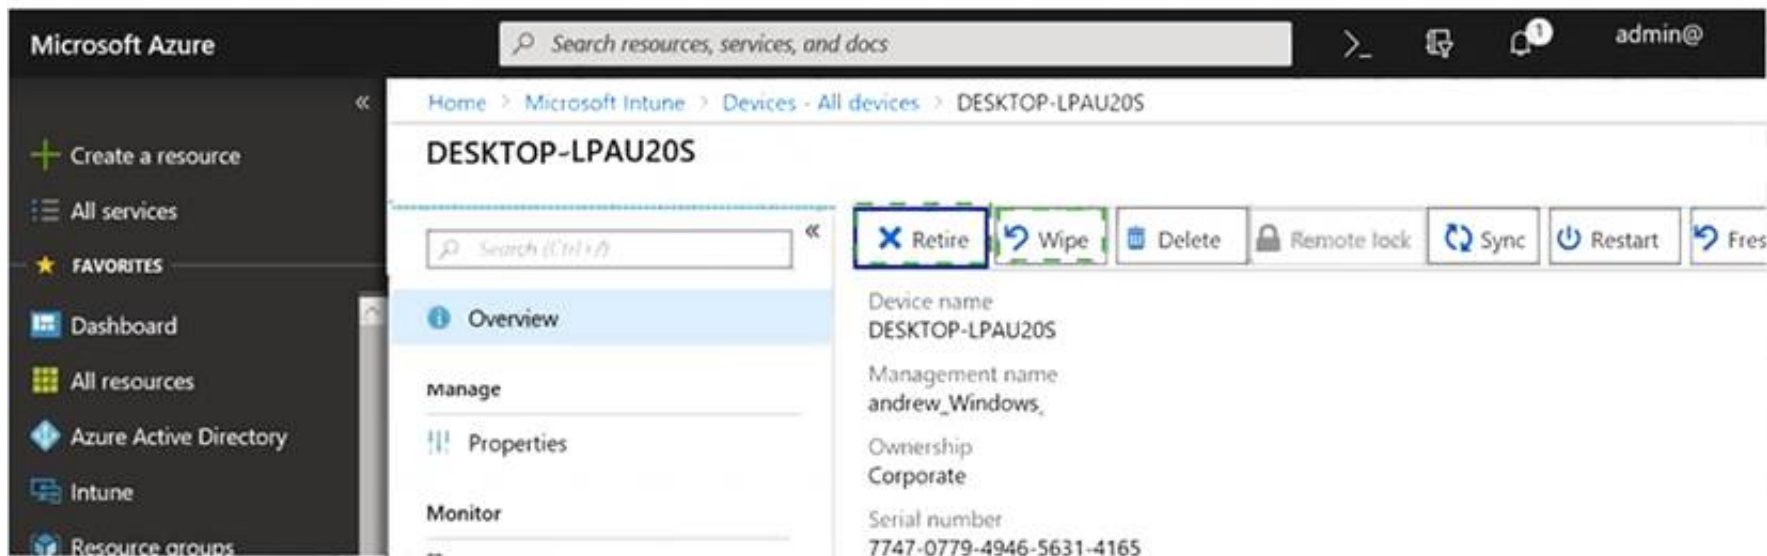 Microsoft Azure
Search resources, services, and docs
>_
1
admin@
«
Home > Microsoft Intune > Devices - All devices > DESKTOP-LPAU20S
DESKTOP-LPAU20S
Create a resource
All services
FAVORITES
Dashboard
All resources
Azure Active Directory
Intune
Resource groups
Search (Ctrl+/)
«
Overview
Manage
Properties
Monitor
Retire
Wipe
Delete
Remote lock
Sync
Restart
Fres
Device name
DESKTOP-LPAU20S
Management name
andrew_Windows_
Ownership
Corporate
Serial number
7747-0779-4946-5631-4165